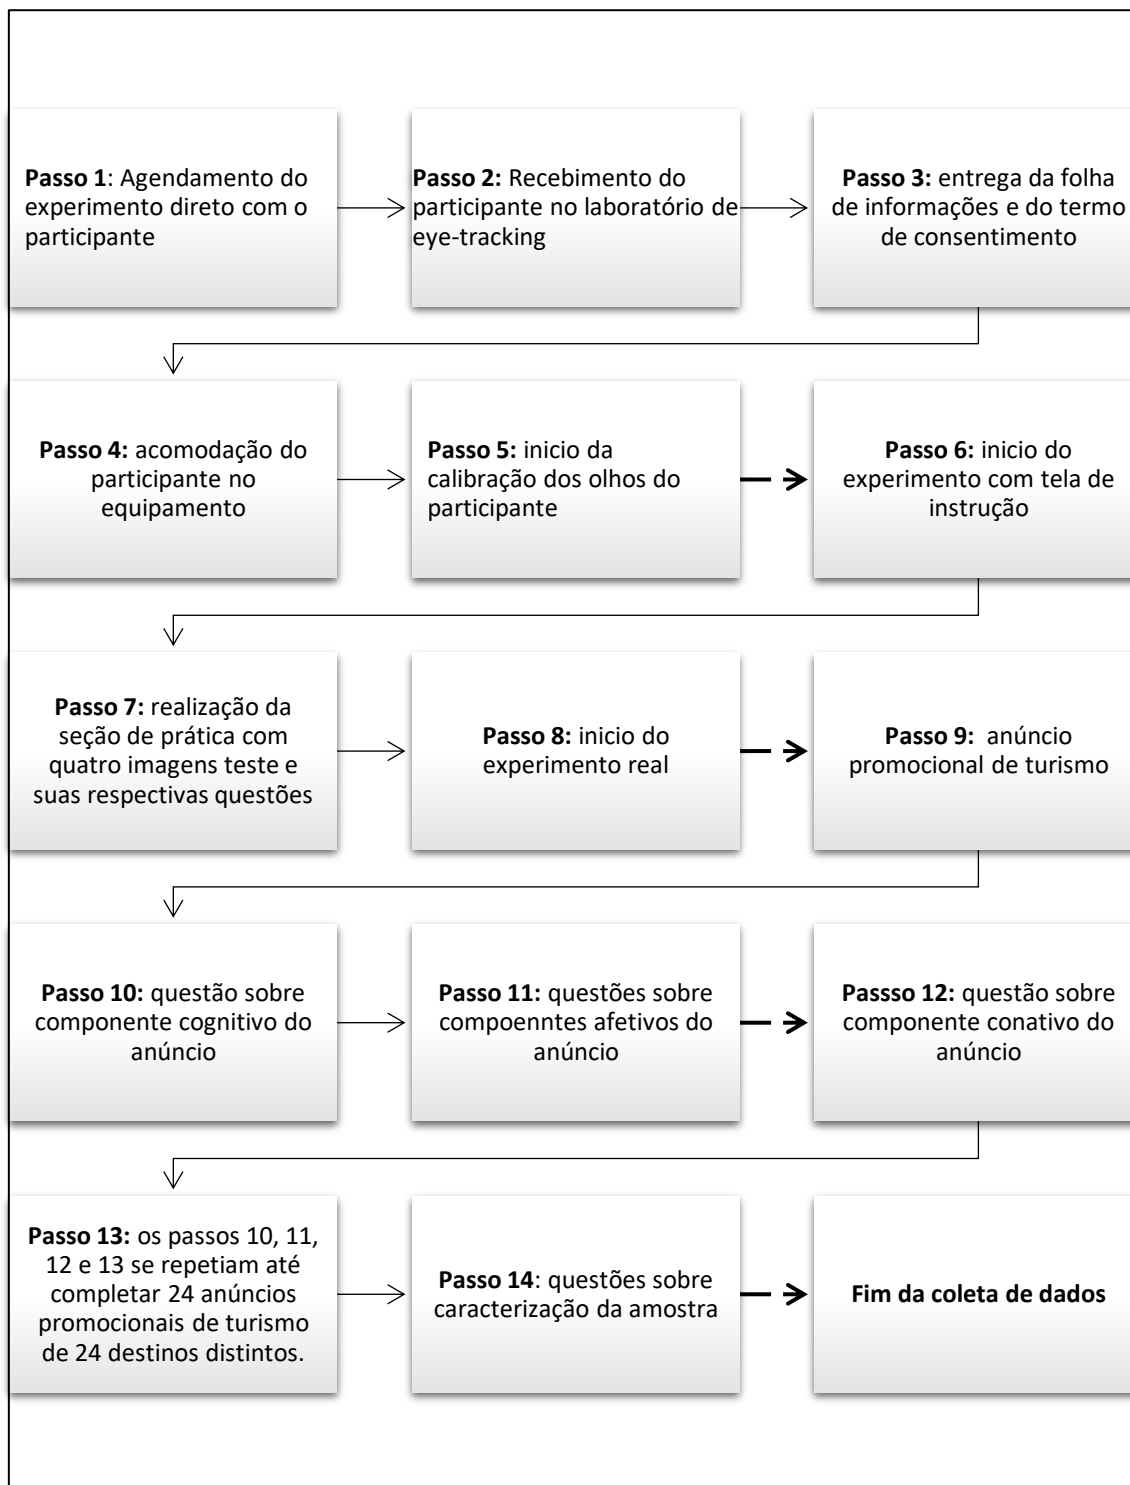 Passo 1: Agendamento do
experimento direto com o
participante
Passo 2: Recebimento do
participante no laboratório de
eye-tracking
Passo 3: entrega da folha
de informações e do termo
de consentimento
Passo 4: acomodação do
participante no
equipamento
Passo 5: inicio da
calibração dos olhos do
participante
Passo 6: inicio do
experimento com tela de
instrução
Passo 7: realização da
seção de prática com
quatro imagens teste e
suas respectivas questões
Passo 8: inicio do
experimento real
Passo 9: anúncio
promocional de turismo
Passo 10: questão sobre
componente cognitivo do
anúncio
Passo 11: questões sobre
compoenntes afetivos do
anúncio
Passso 12: questão sobre
componente conativo do
anúncio
Passo 13: os passos 10, 11,
12 e 13 se repetiam até
completar 24 anúncios
promocionais de turismo
de 24 destinos distintos.
Passo 14: questões sobre
caracterização da amostra
Fim da coleta de dados